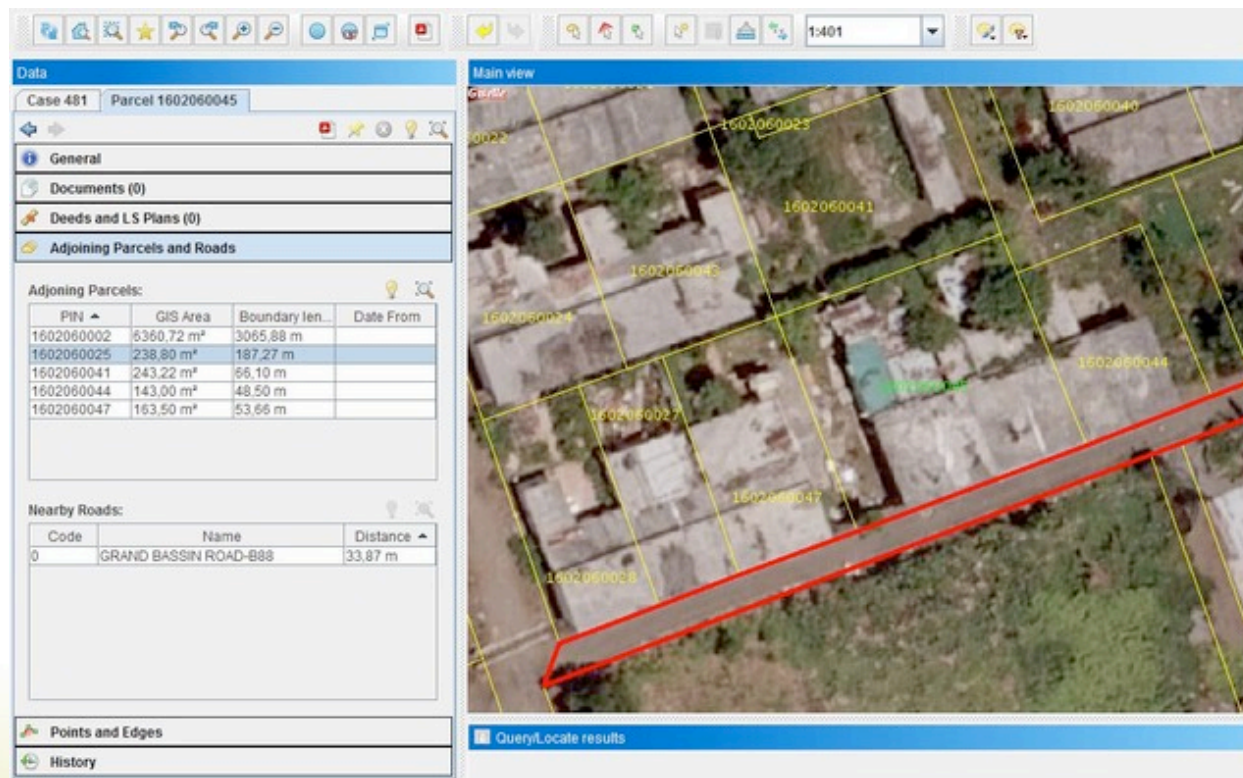 1:401
Data
Main view
Case 481
Parcel 1602060045
General
Documents (0)
Deeds and LS Plans (0)
Adjoining Parcels and Roads
Adjoning Parcels:
PIN GIS Area Boundary len... Date From
1602060002 6360,72 m² 3065,88 m
1602060025 238,80 m² 187,27 m
1602060041 243,22 m² 66,10 m
1602060044 143,00 m² 48,50 m
1602060047 163,50 m² 53,66 m
Nearby Roads:
Code Name Distance
0 GRAND BASSIN ROAD-B88 33,87 m
Points and Edges
History
1602060023
1602060040
1602060041
1602060043
1602060024
1602060044
1602060027
1602060047
1602060028
Query/Locate results